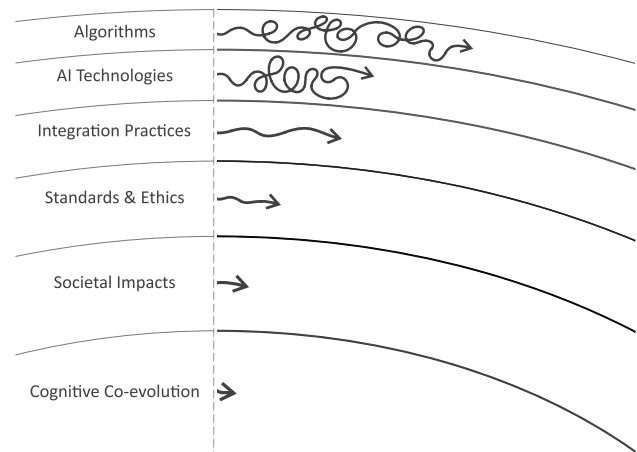 Algorithms
AI Technologies
Integration Practices
Standards & Ethics
Societal Impacts
Cognitive Co-evolution